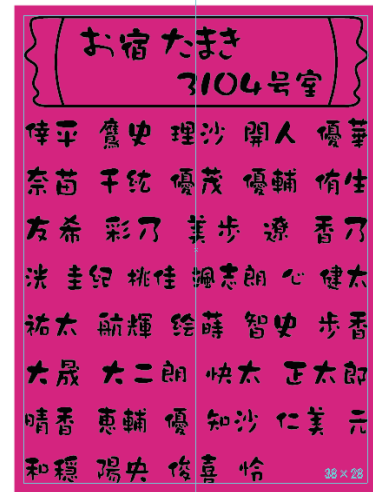 お宿 たまき
3104号室
倖平 鷹史 理沙 開人 優華
奈苗 千紘 優茂 優輔 侑生
友希 彩乃 美歩 遼 香乃
洸 圭紀 桃佳 颯志朗 心 健太
祐太 航輝 絵蒔 智史 歩香
大晟 大二朗 快太 正太郎
晴香 恵輔 優 知沙 仁美 元
和穏 陽央 俊喜 怜
38×28